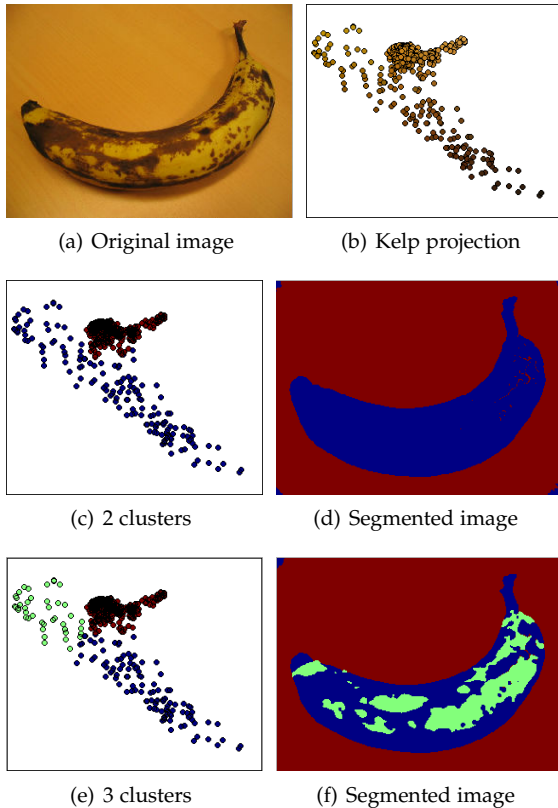 (a) Original image
(b) Kelp projection
(c) 2 clusters
(d) Segmented image
(e) 3 clusters
(f) Segmented image